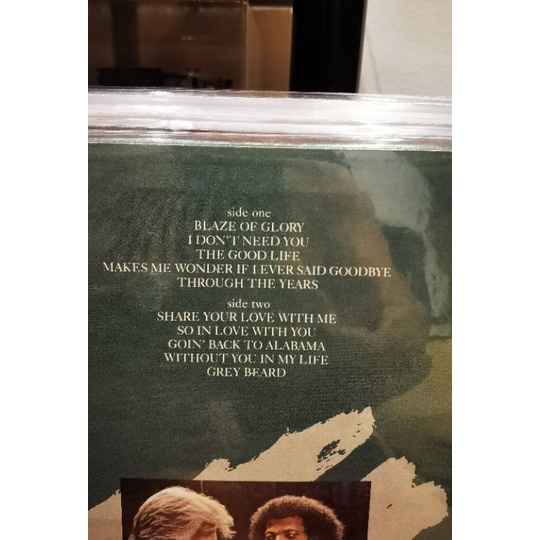 side one
BLAZE OF GLORY
I DON'T NEED YOU
THE GOOD LIFE
MAKES ME WONDER IF I EVER SAID GOODBYE
THROUGH THE YEARS
side two
SHARE YOUR LOVE WITH ME
SO IN LOVE WITH YOU
GOIN' BACK TO ALABAMA
WITHOUT YOU IN MY LIFE
GREY BEARD